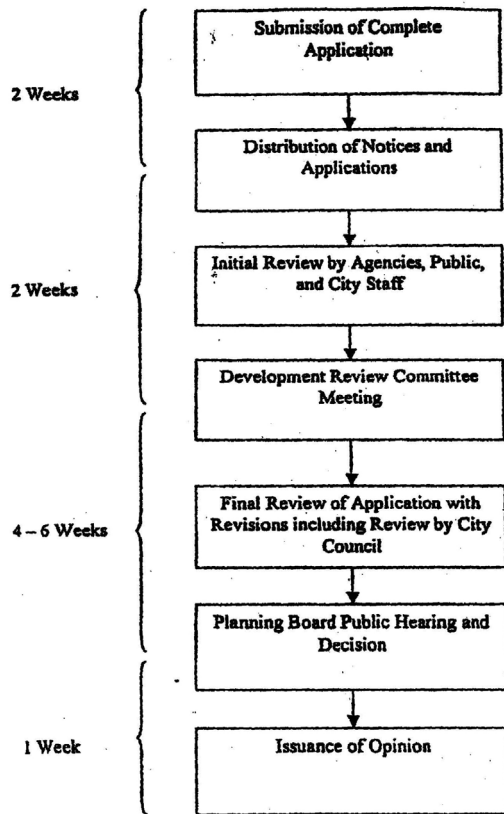 Submission of Complete
Application
2 Weeks
Distribution of Notices and
Applications
Initial Review by Agencies, Public,
and City Staff
2 Weeks
Development Review Committee
Meeting
Final Review of Application with
Revisions including Review by City
Council
4 – 6 Weeks
Planning Board Public Hearing and
Decision
1 Week
Issuance of Opinion